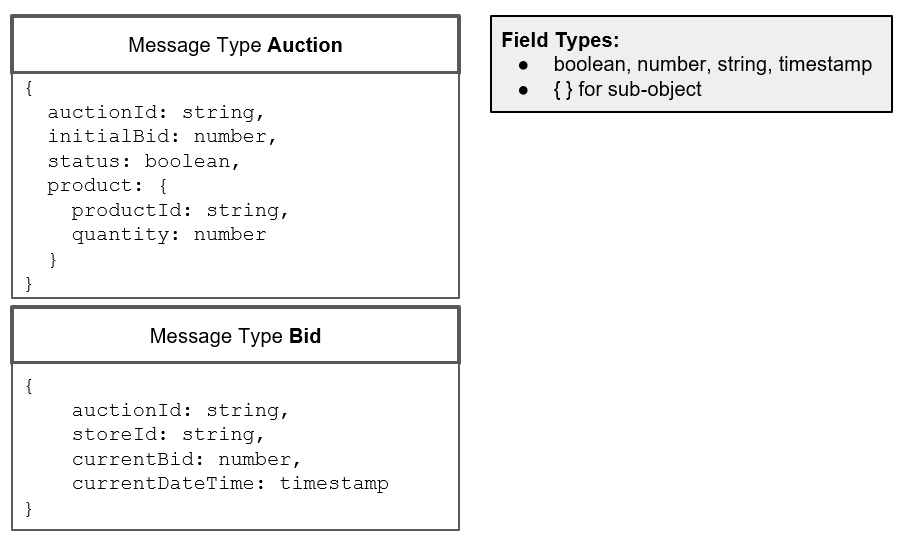 Message Type Auction
{
  auctionId: string,
  initialBid: number,
  status: boolean,
  product: {
    productId: string,
    quantity: number
  }
}
Message Type Bid
{
    auctionId: string,
    storeId: string,
    currentBid: number,
    currentDateTime: timestamp
}
Field Types:
● boolean, number, string, timestamp
● { } for sub-object